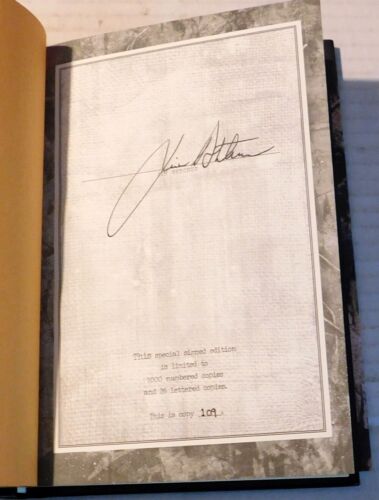 This special signed edition
is limited to
1000 numbered copies
and 26 lettered copies.
This is copy 109.